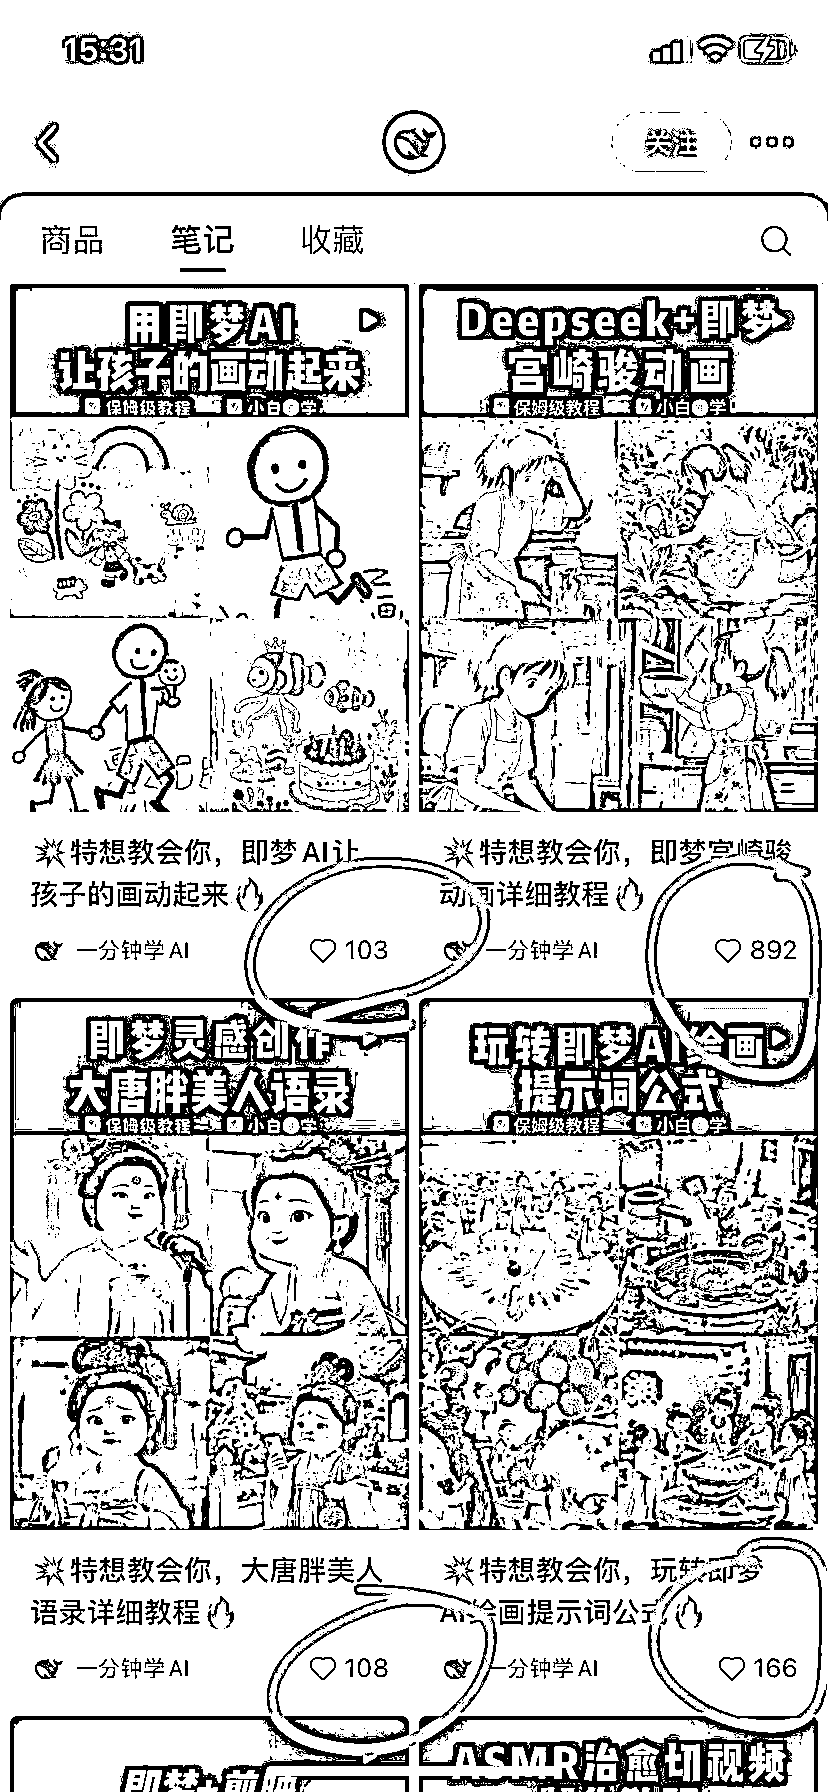 15:31
关注
商品
笔记
收藏
用即梦AI
让孩子的画动起来
保姆级教程
小白 学
Deepseek+即梦
宫崎骏动画
保姆级教程
小白 学
特想教会你，即梦AI让
孩子的画动起来
一分钟学AI
103
特想教会你，即梦宫崎骏
动画详细教程
一分钟学AI
892
即梦灵感创作
大唐胖美人语录
保姆级教程
小白 学
玩转即梦AI绘画
提示词公式
保姆级教程
小白 学
特想教会你，大唐胖美人
语录详细教程
一分钟学AI
108
特想教会你，玩转即梦
AI绘画提示词公式
一分钟学AI
166
即梦+剪映
ASMR治愈切视频